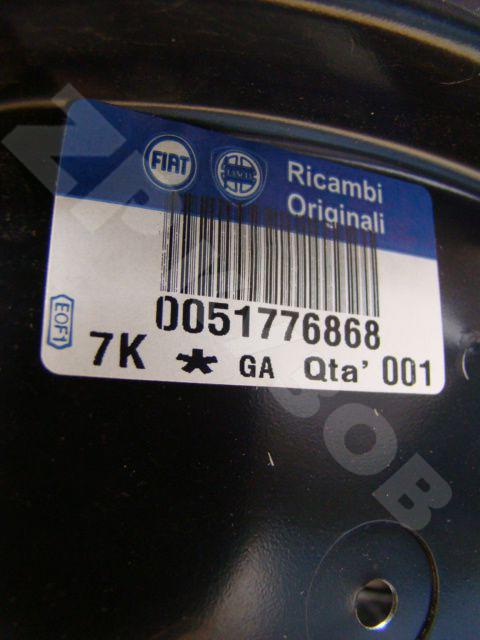 FIAT
LANCIA
Ricambi
Originali
0051776868
EOF1
7K * GA Qta' 001